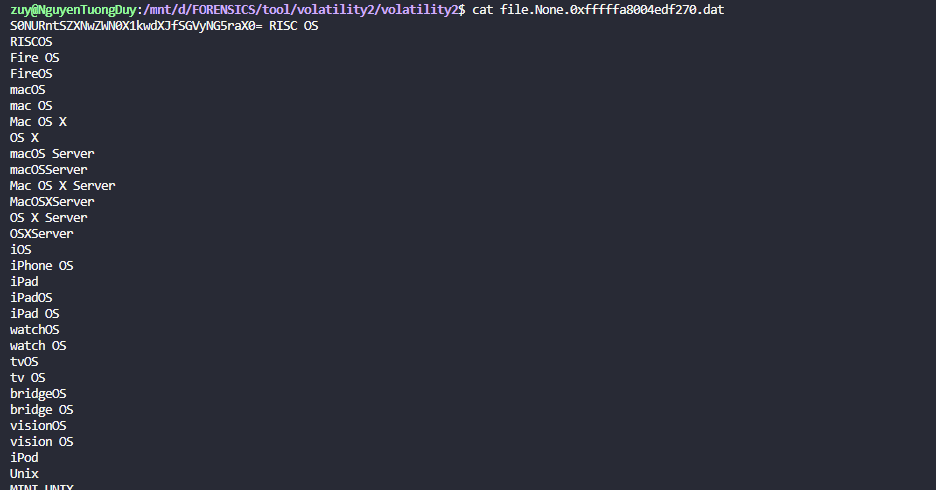 zuy@NguyenTuongDuy:/mnt/d/FORENSICS/tool/volatility2/volatility2$ cat file.None.0xfffffa8004edf270.dat
S0NURntSZXNwZWN0X1kwdXJfSGVyNG5raX0= RISC OS
RISCOS
Fire OS
FireOS
macOS
mac OS
Mac OS X
OS X
macOS Server
macOSServer
Mac OS X Server
MacOSXServer
OS X Server
OSXServer
iOS
iPhone OS
iPad
iPadOS
iPad OS
watchOS
watch OS
tvOS
tv OS
bridgeOS
bridge OS
visionOS
vision OS
iPod
Unix
MINI UNIX